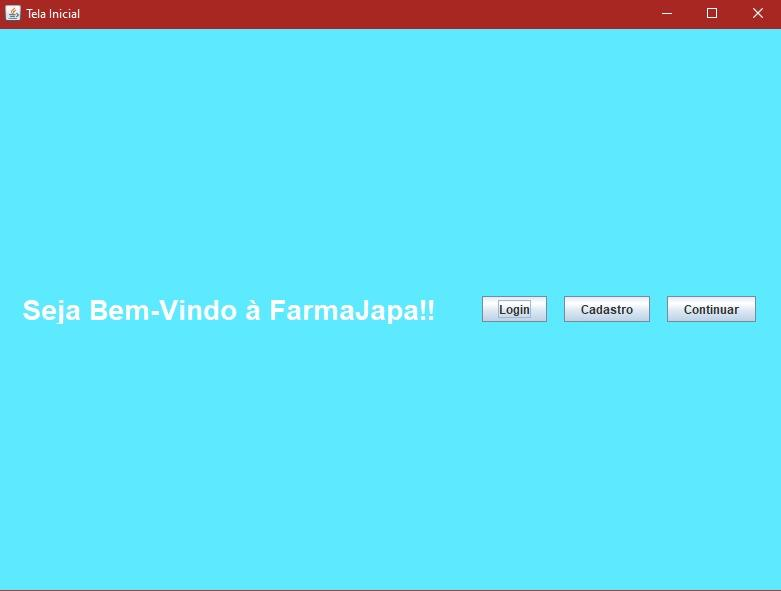 Tela Inicial
Seja Bem-Vindo à FarmaJapa!! Login Cadastro Continuar